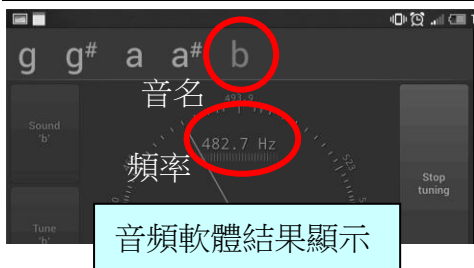 g g# a a# b
音名
493.9
Sound
'b'
482.7 Hz
頻率
523
Stop
tuning
Tune
'b'
音頻軟體結果顯示